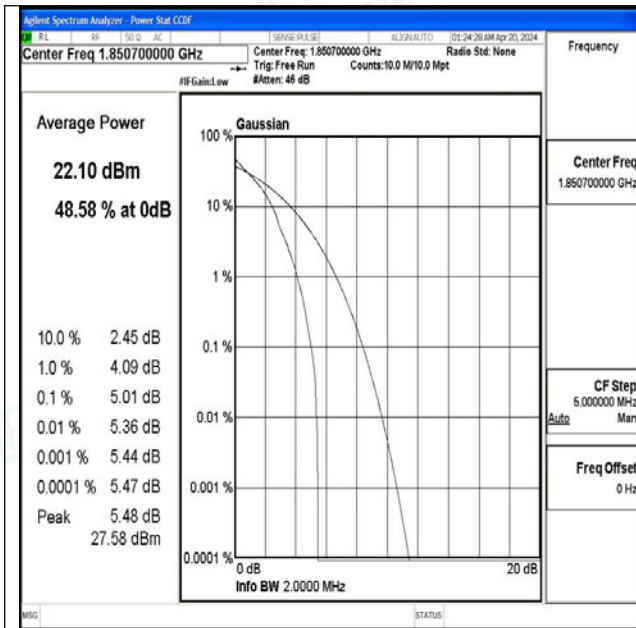 Agilent Spectrum Analyzer - Power Stat CCDF
RL RF 50 Ω AC SENSE:PULSE ALIGN AUTO 01:24:28 AM Apr 20, 2024
Center Freq 1.850700000 GHz
Center Freq: 1.850700000 GHz Radio Std: None
Trig: Free Run Counts:10.0 M/10.0 Mpt
#IFGain:Low #Atten: 46 dB
Frequency
Average Power
22.10 dBm
48.58 % at 0dB
10.0 % 2.45 dB
1.0 % 4.09 dB
0.1 % 5.01 dB
0.01 % 5.36 dB
0.001 % 5.44 dB
0.0001 % 5.47 dB
Peak 5.48 dB
27.58 dBm
Gaussian
100 %
10 %
1 %
0.1 %
0.01 %
0.001 %
0.0001 %
0 dB 20 dB
Info BW 2.0000 MHz
Center Freq
1.850700000 GHz
CF Step
5.000000 MHz
Auto Man
Freq Offset
0 Hz
MSG STATUS